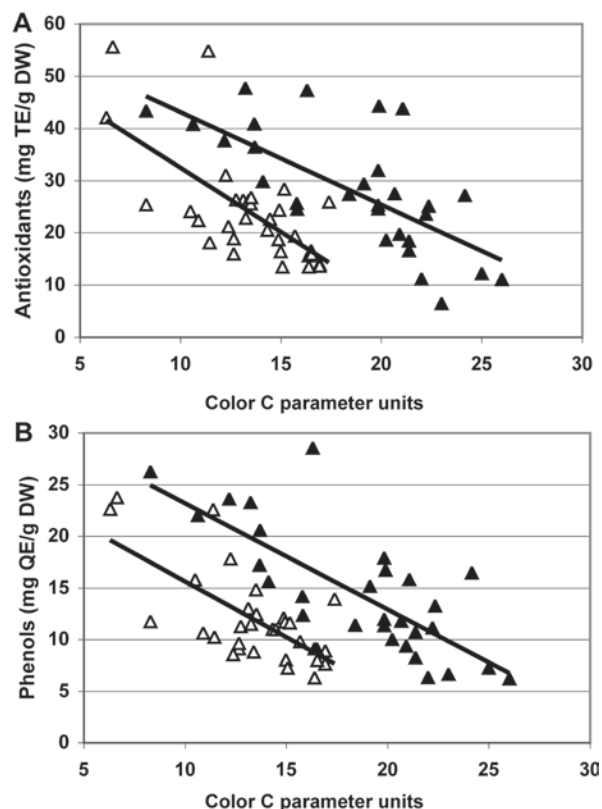 A
60
50
40
30
20
10
0
Antioxidants (mg TE/g DW)
5 10 15 20 25 30
Color C parameter units
B
30
25
20
15
10
5
0
Phenols (mg QE/g DW)
5 10 15 20 25 30
Color C parameter units